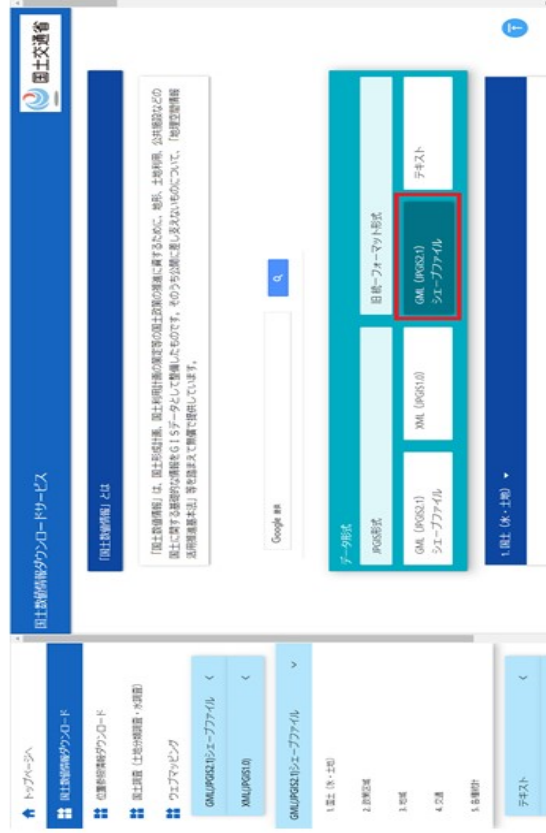 トップページへ
国土数値情報ダウンロード
位置参照情報ダウンロード
国土調査（土地分類調査・水調査）
ウェブマッピング
GML(JPGIS2.1)シェープファイル
XML(JPGIS1.0)
GML(JPGIS2.1)シェープファイル
1.国土（水・土地）
2.政策区域
3.地域
4.交通
5.各種統計
テキスト
国土数値情報ダウンロードサービス
国土交通省
「国土数値情報」とは
「国土数値情報」は、国土形成計画、国土利用計画の策定等の国土政策の推進に資するために、地形、土地利用、公共施設などの
国土に関する基礎的な情報をGISデータとして整備したものです。そのうち公開に差し支えないものについて、「地理空間情報
活用推進基本法」等を踏まえて無償で提供しています。
Google 提供
データ形式
JPGIS形式
旧統一フォーマット形式
GML（JPGIS2.1）
シェープファイル
XML（JPGIS1.0）
GML（JPGIS2.1）
シェープファイル
テキスト
1.国土（水・土地）▼